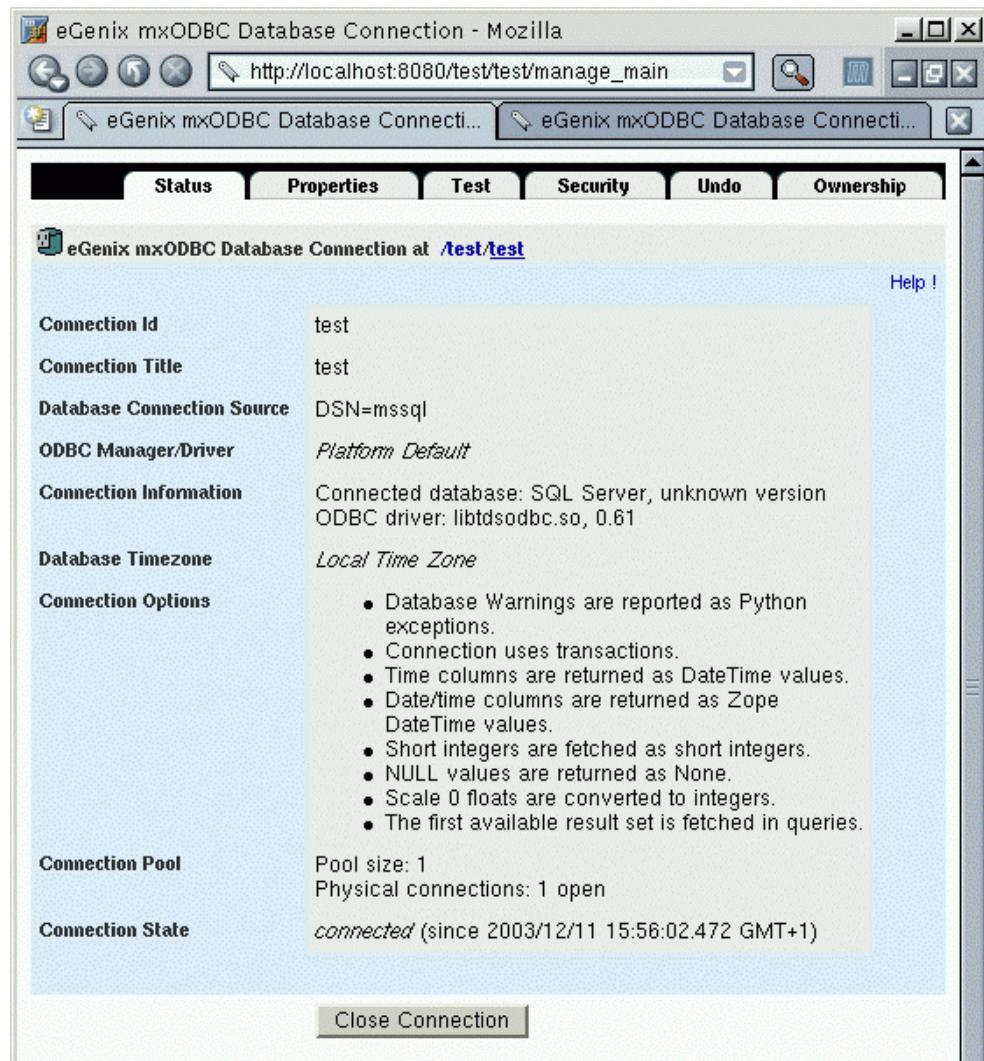 eGenix mxODBC Database Connection - Mozilla
http://localhost:8080/test/test/manage_main
eGenix mxODBC Database Connecti...
eGenix mxODBC Database Connecti...
Status Properties Test Security Undo Ownership
eGenix mxODBC Database Connection at /test/test
Help !
Connection Id test
Connection Title test
Database Connection Source DSN=mssql
ODBC Manager/Driver Platform Default
Connection Information Connected database: SQL Server, unknown version
ODBC driver: libtdsodbc.so, 0.61
Database Timezone Local Time Zone
Connection Options • Database Warnings are reported as Python
exceptions.
• Connection uses transactions.
• Time columns are returned as DateTime values.
• Date/time columns are returned as Zope
DateTime values.
• Short integers are fetched as short integers.
• NULL values are returned as None.
• Scale 0 floats are converted to integers.
• The first available result set is fetched in queries.
Connection Pool Pool size: 1
Physical connections: 1 open
Connection State connected (since 2003/12/11 15:56:02.472 GMT+1)
Close Connection